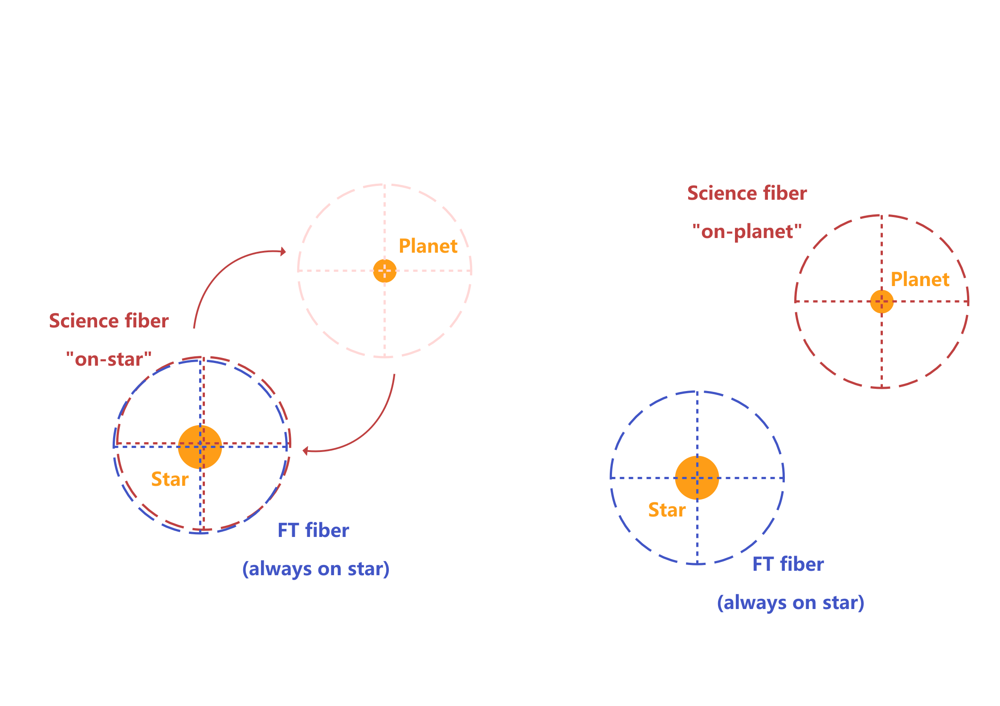 Planet
Science fiber
"on-star"
Star
FT fiber
(always on star)
Science fiber
"on-planet"
Planet
Star
FT fiber
(always on star)